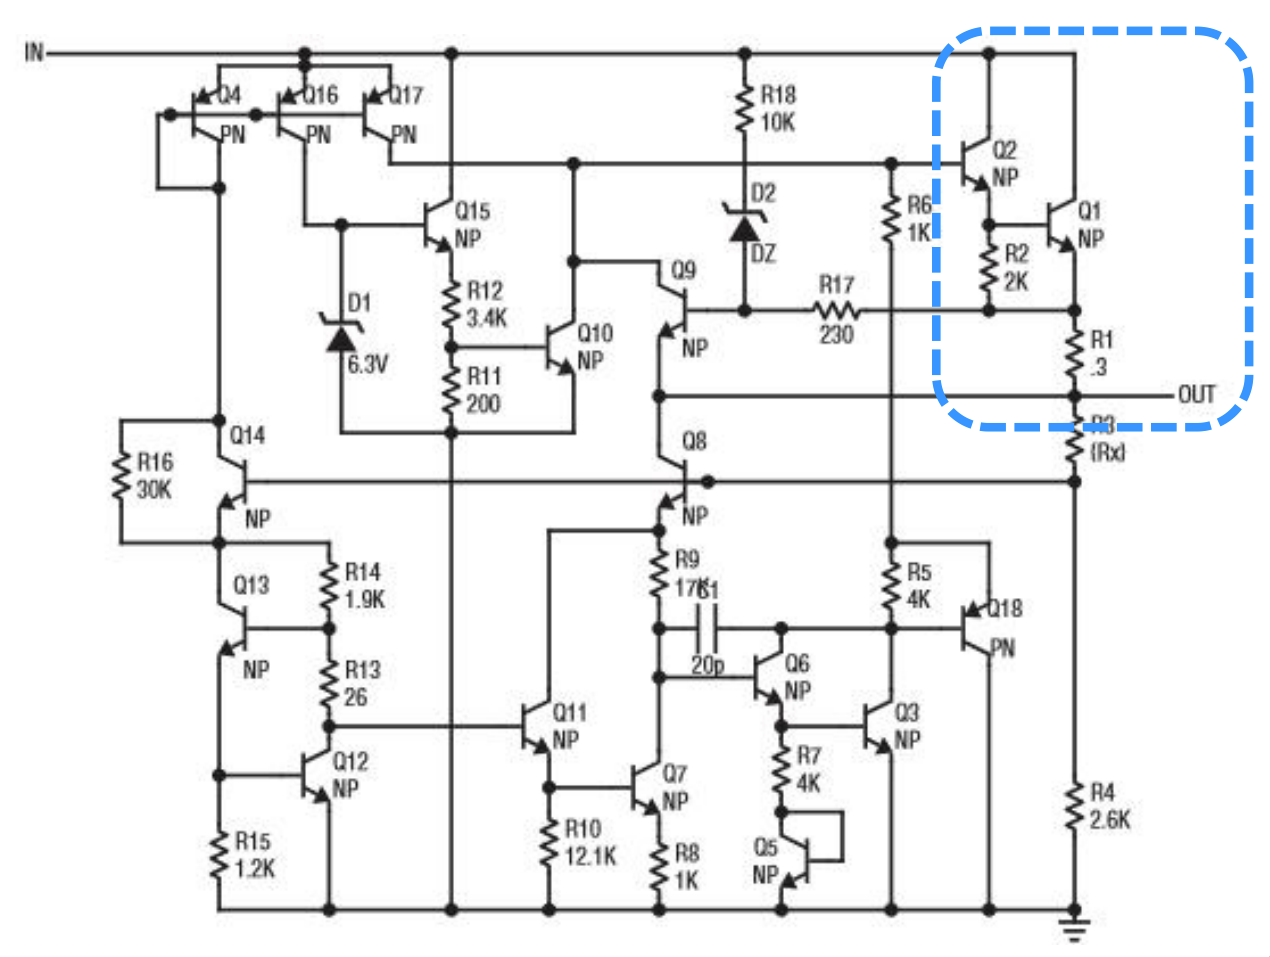 IN
Q4
PN
Q16
PN
Q17
PN
R18
10K
Q2
NP
D2
DZ
R6
1K
Q15
NP
Q1
NP
R2
2K
Q9
NP
R17
230
D1
6.3V
R12
3.4K
Q10
NP
R1
.3
R11
200
OUT
Q14
NP
R16
30K
Q8
NP
R3
(Rx)
Q13
NP
R14
1.9K
R9
17K
C1
20p
R5
4K
Q18
PN
R13
26
Q6
NP
Q11
NP
Q3
NP
Q12
NP
Q7
NP
R7
4K
R4
2.6K
R15
1.2K
R10
12.1K
R8
1K
Q5
NP